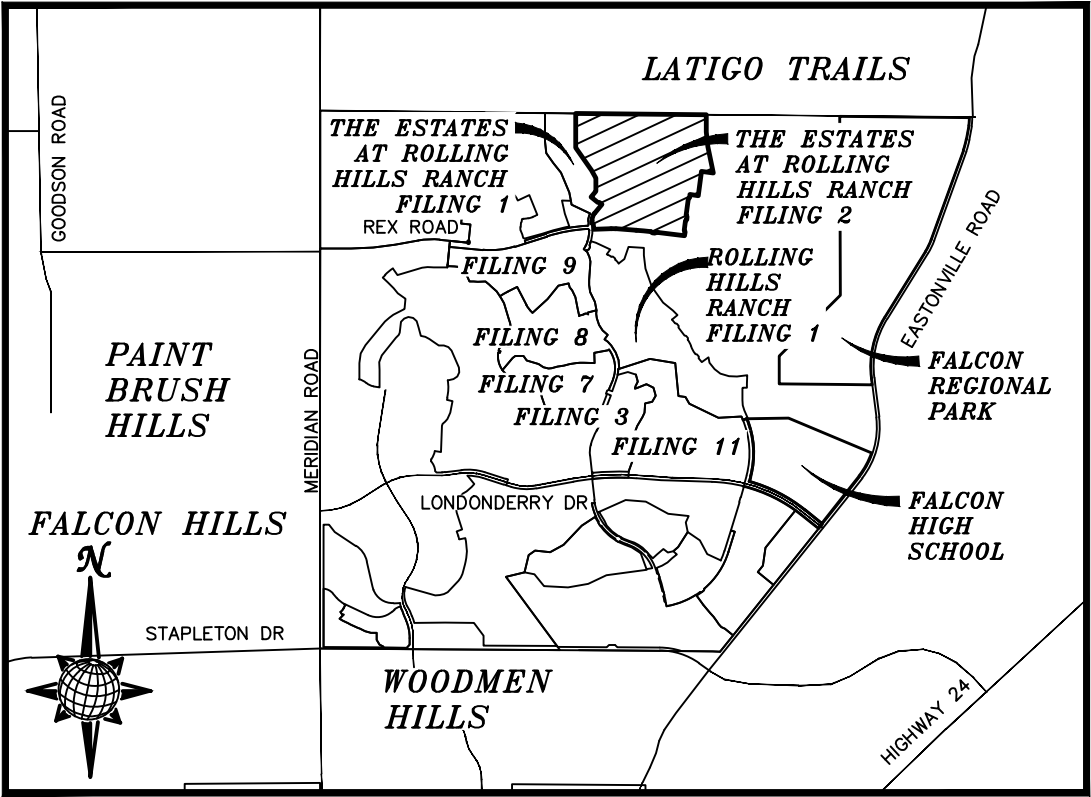 LATIGO TRAILS
GOODSON ROAD
THE ESTATES
AT ROLLING
HILLS RANCH
FILING 1
THE ESTATES
AT ROLLING
HILLS RANCH
FILING 2
REX ROAD
EASTONVILLE ROAD
FILING 9
ROLLING
HILLS
RANCH
FILING 1
FILING 8
PAINT
BRUSH
HILLS
MERIDIAN ROAD
FILING 7
FILING 3
FALCON
REGIONAL
PARK
FILING 11
LONDONDERRY DR
FALCON
HIGH
SCHOOL
FALCON HILLS
N
STAPLETON DR
WOODMEN
HILLS
HIGHWAY 24